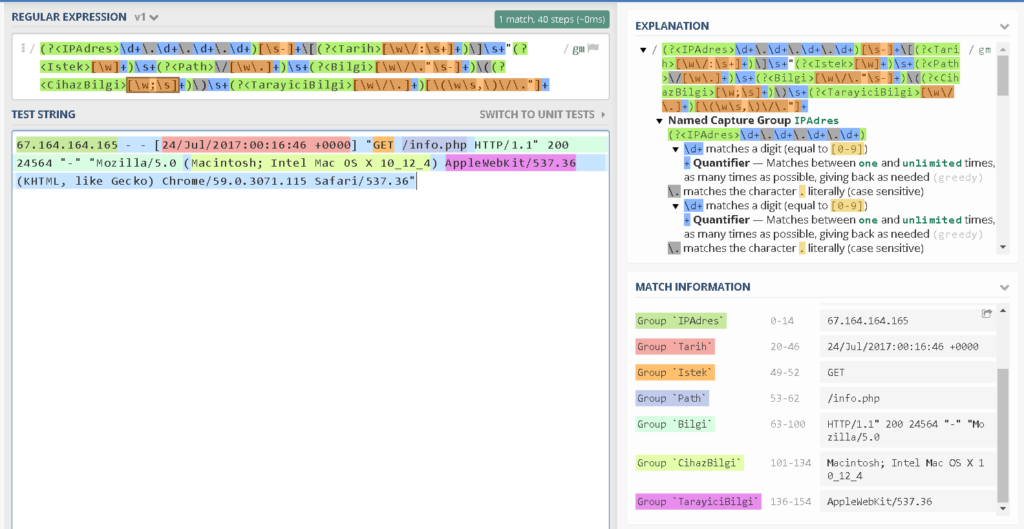 REGULAR EXPRESSION v1
1 match, 40 steps (~0ms)
/ (?<IPAdres>\d+\.\d+\.\d+\.\d+)[\s-]+\[(?<Tarih>[\w\/:\s+]+)\]\s+"(? / gm
<Istek>[\w]+)\s+(?<Path>\/[\w\.]+)\s+(?<Bilgi>[\w\/\."\s-]+)\((?
<CihazBilgi>[\w;\s]+)\)\s+(?<TarayiciBilgi>[\w\/\.]+)[\(\w\s,\)\/\."]+
TEST STRING
SWITCH TO UNIT TESTS
67.164.164.165 - - [24/Jul/2017:00:16:46 +0000] "GET /info.php HTTP/1.1" 200
24564 "-" "Mozilla/5.0 (Macintosh; Intel Mac OS X 10_12_4) AppleWebKit/537.36
(KHTML, like Gecko) Chrome/59.0.3071.115 Safari/537.36"
EXPLANATION
/ (?<IPAdres>\d+\.\d+\.\d+\.\d+)[\s-]+\[(?<Tari / gm
h>[\w\/:\s+]+)\]\s+"(?<Istek>[\w]+)\s+(?<Path
>\/[\w\.]+)\s+(?<Bilgi>[\w\/\."\s-]+)\((?<Cih
azBilgi>[\w;\s]+)\)\s+(?<TarayiciBilgi>[\w\/
\.]+)[\(\w\s,\)\/\."]+
Named Capture Group IPAdres
(?<IPAdres>\d+\.\d+\.\d+\.\d+)
\d+ matches a digit (equal to [0-9])
+ Quantifier — Matches between one and unlimited times,
as many times as possible, giving back as needed (greedy)
\. matches the character . literally (case sensitive)
\d+ matches a digit (equal to [0-9])
+ Quantifier — Matches between one and unlimited times,
as many times as possible, giving back as needed (greedy)
\. matches the character . literally (case sensitive)
MATCH INFORMATION
Group `IPAdres` 0-14 67.164.164.165
Group `Tarih` 20-46 24/Jul/2017:00:16:46 +0000
Group `Istek` 49-52 GET
Group `Path` 53-62 /info.php
Group `Bilgi` 63-100 HTTP/1.1" 200 24564 "-" "Mo
zilla/5.0
Group `CihazBilgi` 101-134 Macintosh; Intel Mac OS X 1
0_12_4
Group `TarayiciBilgi` 136-154 AppleWebKit/537.36